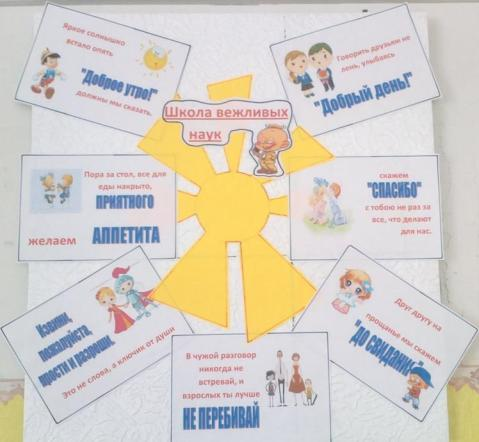 Яркое солнышко
встало опять
"Доброе утро!"
должны мы сказать.
Говорить друзьям не
лень, улыбаясь
"Добрый день!"
Школа вежливых
наук
Пора за стол, все для
еды накрыто,
ПРИЯТНОГО
желаем АППЕТИТА
скажем
"СПАСИБО"
с тобою не раз за
все, что делают
для нас.
Извини,
пожалуйста,
прости и разреши.
Это не слова, а ключик от души
Друг другу на
прощанье мы скажем
"до свидания!"
В чужой разговор
никогда не
встревай, и
взрослых ты лучше
НЕ ПЕРЕБИВАЙ